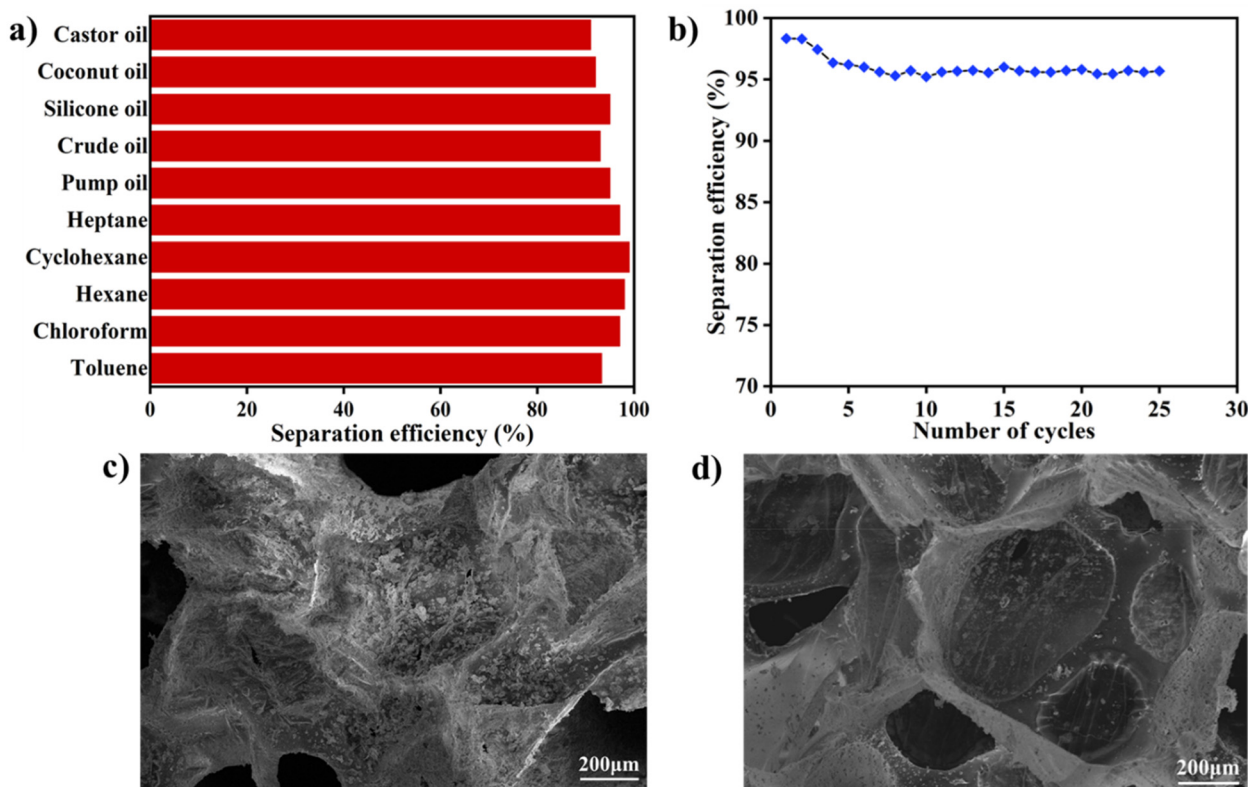 a)
Castor oil
Coconut oil
Silicone oil
Crude oil
Pump oil
Heptane
Cyclohexane
Hexane
Chloroform
Toluene
0 20 40 60 80 100
Separation efficiency (%)
b)
100
95
90
85
80
75
70
Separation efficiency (%)
0 5 10 15 20 25 30
Number of cycles
c)
200μm
d)
200μm